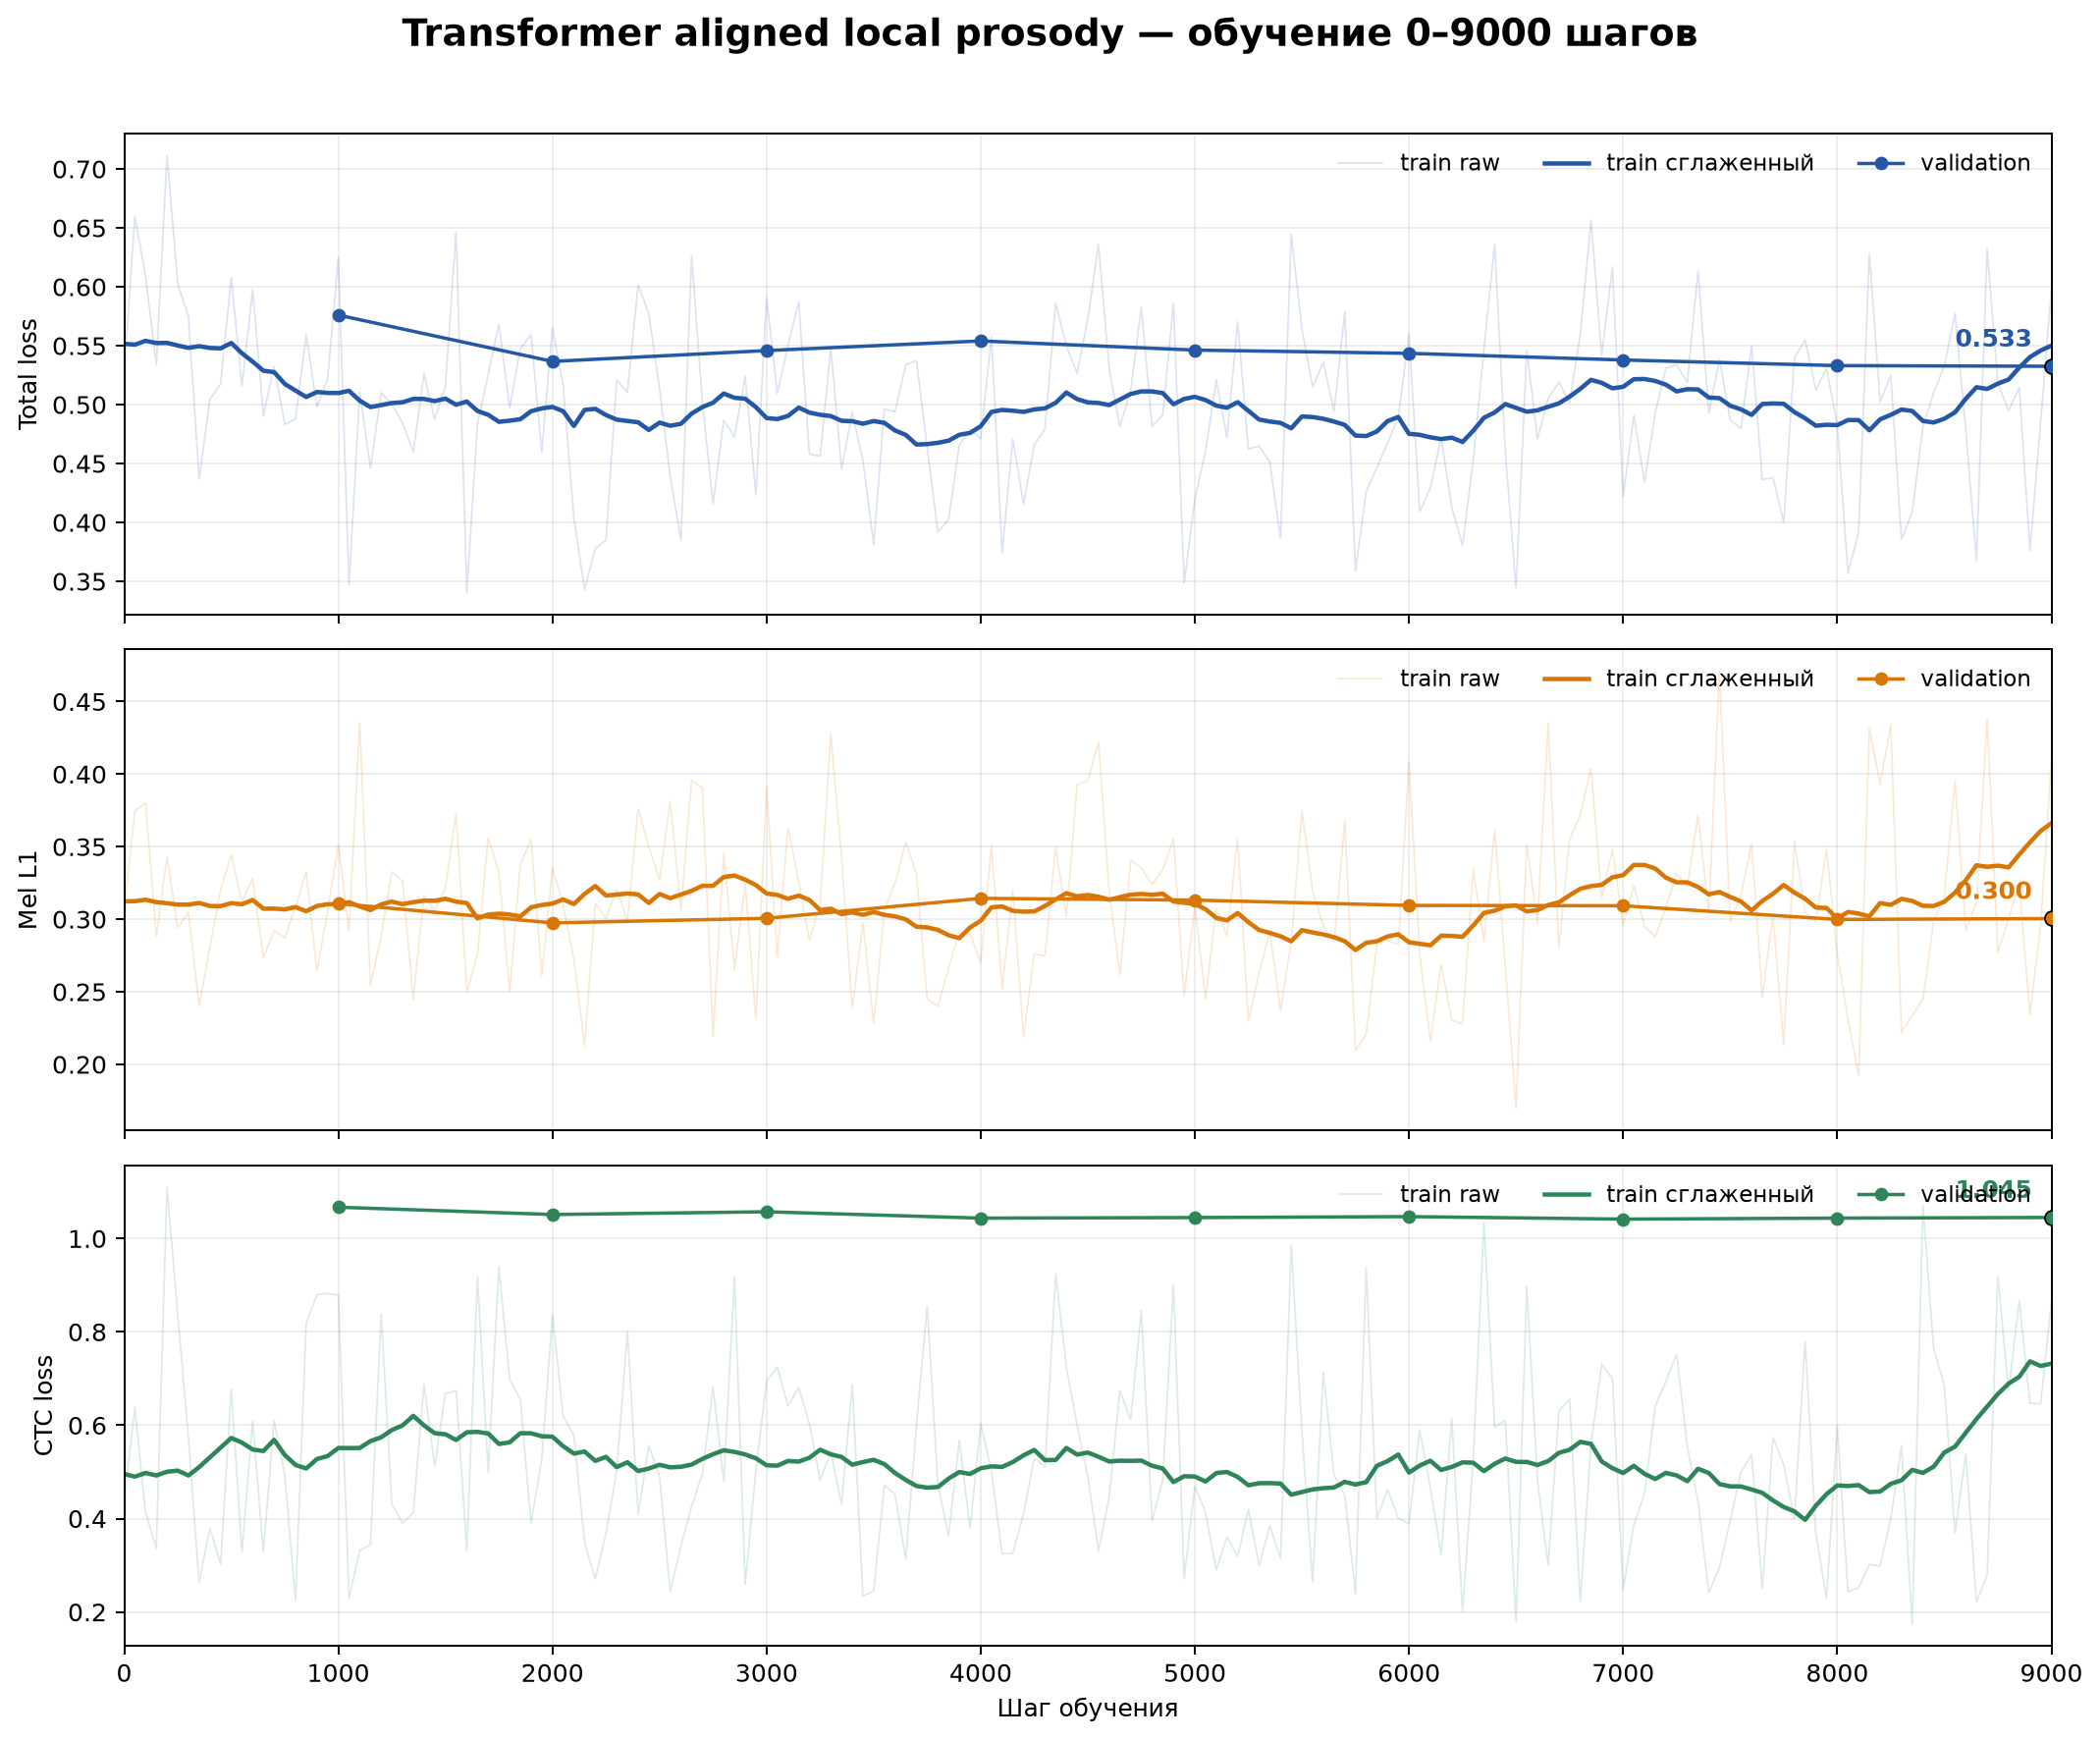 Transformer aligned local prosody — обучение 0–9000 шагов
train raw train сглаженный validation
0.70
0.65
0.60
0.55
0.50
0.45
0.40
0.35
Total loss
0.533
train raw train сглаженный validation
0.45
0.40
0.35
0.30
0.25
0.20
Mel L1
0.300
train raw train сглаженный validation
1.045
1.0
0.8
0.6
0.4
0.2
CTC loss
0 1000 2000 3000 4000 5000 6000 7000 8000 9000
Шаг обучения